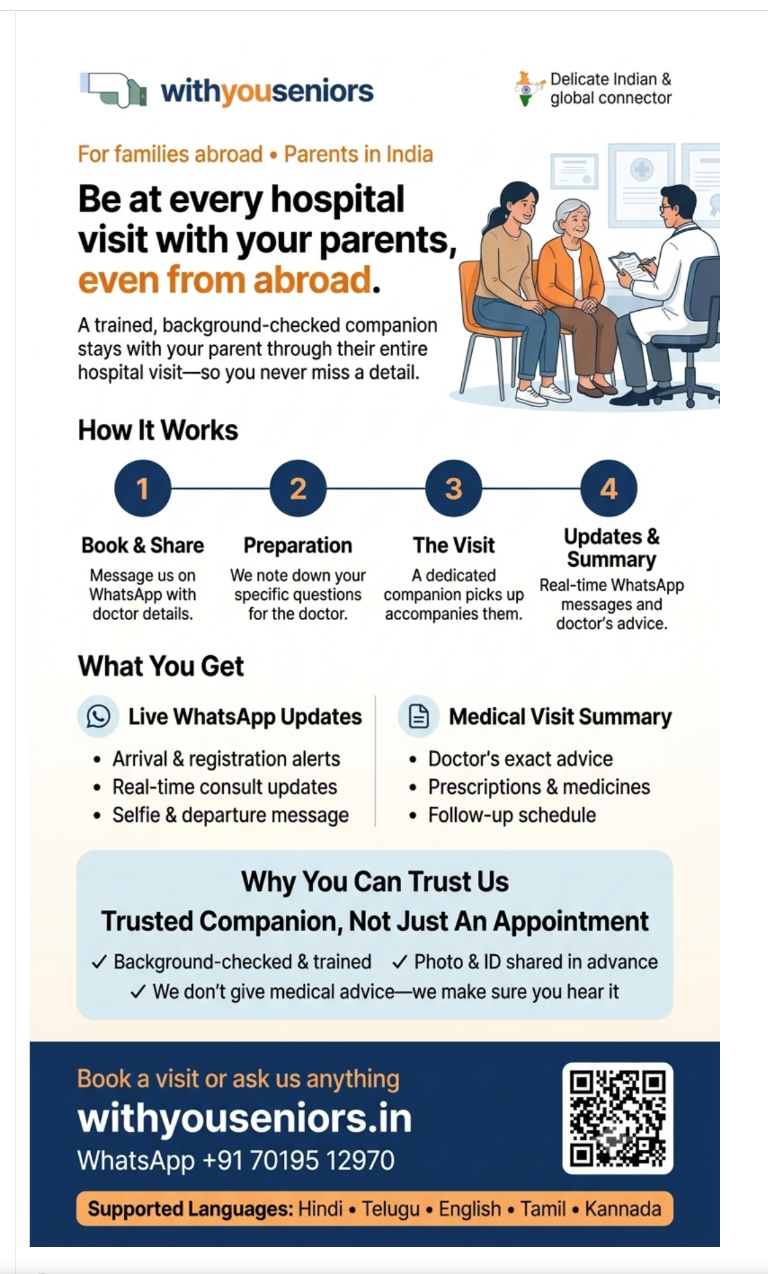 withyouseniors
Delicate Indian &
global connector
For families abroad • Parents in India
Be at every hospital
visit with your parents,
even from abroad.
A trained, background-checked companion
stays with your parent through their entire
hospital visit—so you never miss a detail.
How It Works
1
2
3
4
Book & Share
Message us on
WhatsApp with
doctor details.
Preparation
We note down your
specific questions
for the doctor.
The Visit
A dedicated
companion picks up
accompanies them.
Updates &
Summary
Real-time WhatsApp
messages and
doctor's advice.
What You Get
Live WhatsApp Updates
• Arrival & registration alerts
• Real-time consult updates
• Selfie & departure message
Medical Visit Summary
• Doctor's exact advice
• Prescriptions & medicines
• Follow-up schedule
Why You Can Trust Us
Trusted Companion, Not Just An Appointment
✓ Background-checked & trained ✓ Photo & ID shared in advance
✓ We don't give medical advice—we make sure you hear it
Book a visit or ask us anything
withyouseniors.in
WhatsApp +91 70195 12970
Supported Languages: Hindi • Telugu • English • Tamil • Kannada